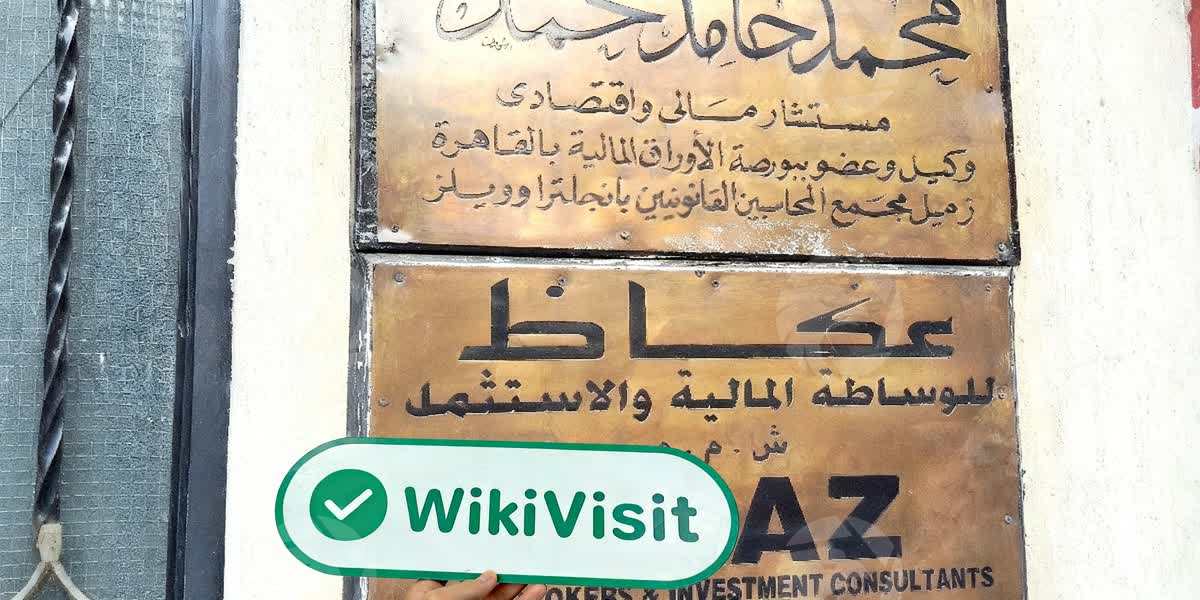 محمد حامد
مستشار مالى واقتصادى
وكيل وعضو ببورصة الأوراق المالية بالقاهرة
زميل مجمع المحاسبين القانونيين بانجلترا وويلز
عكاظ
للوساطة المالية والاستثمار
ش . م . م
AZ
WikiVisit
OKERS & INVESTMENT CONSULTANTS